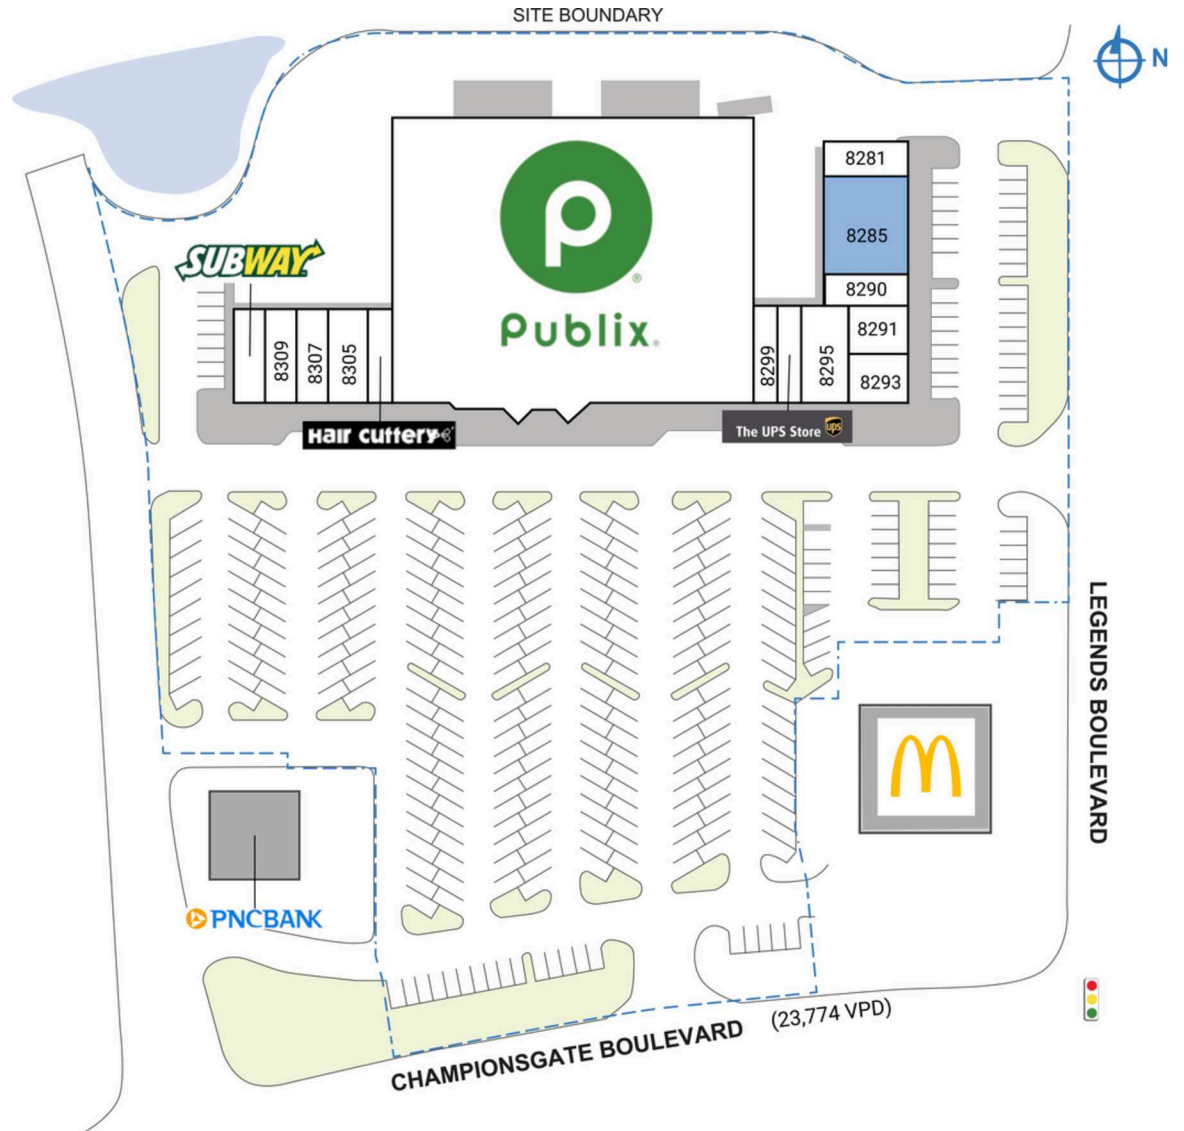 SITE BOUNDARY
N
8281
8285
8290
8291
8293
8295
8299
SUBWAY
Publix®
8309
8307
8305
Hair Cuttery
The UPS Store
ups
LEGENDS BOULEVARD
M
PNCBANK
CHAMPIONSGATE BOULEVARD
(23,774 VPD)